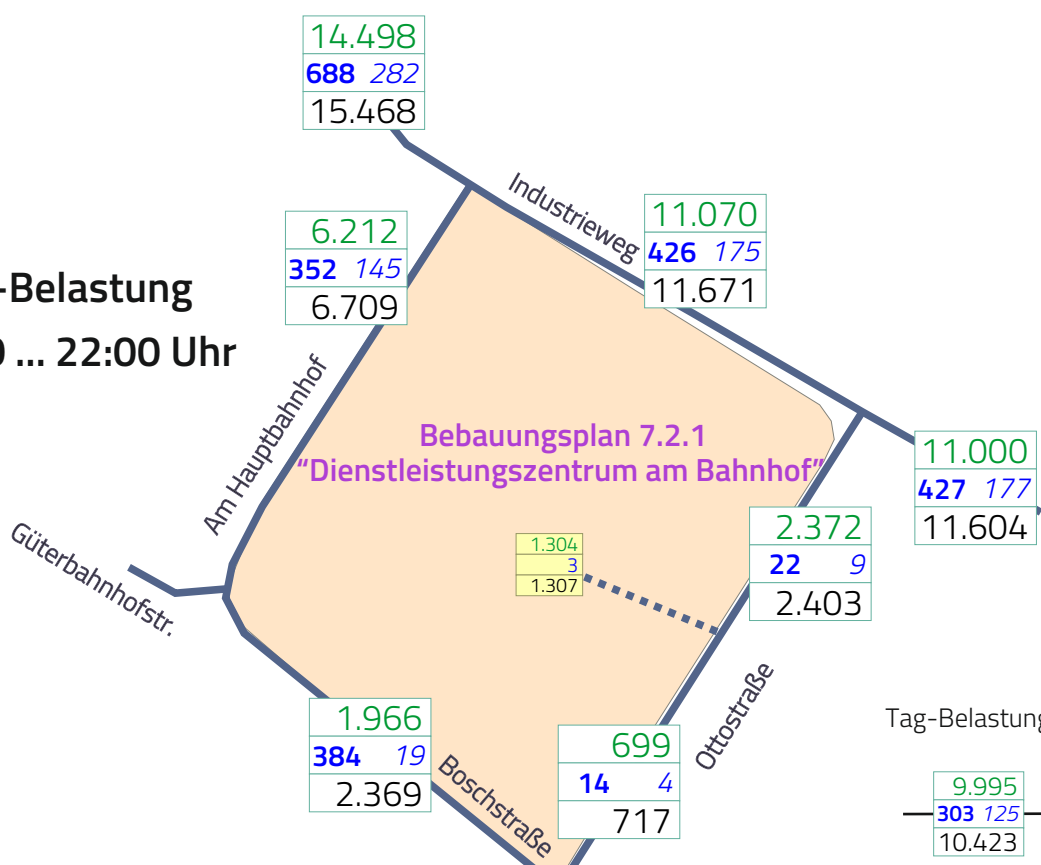 14.498
688 282
15.468
Industrieweg
11.070
426 175
11.671
6.212
352 145
6.709
-Belastung
0 ... 22:00 Uhr
Am Hauptbahnhof
Bebauungsplan 7.2.1
“Dienstleistungszentrum am Bahnhof”
11.000
427 177
11.604
2.372
22 9
2.403
1.304
3
1.307
Güterbahnhofstr.
Ottostraße
1.966
384 19
2.369
Boschstraße
699
14 4
717
Tag-Belastung
9.995
303 125
10.423